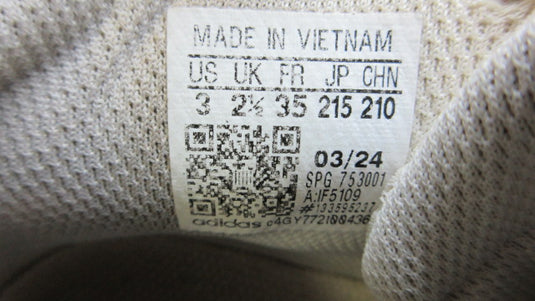 MADE IN VIETNAM
US UK FR JP CHN
3 2½ 35 215 210
03/24
SPG 753001
A:IF5109
#133595237
adidas